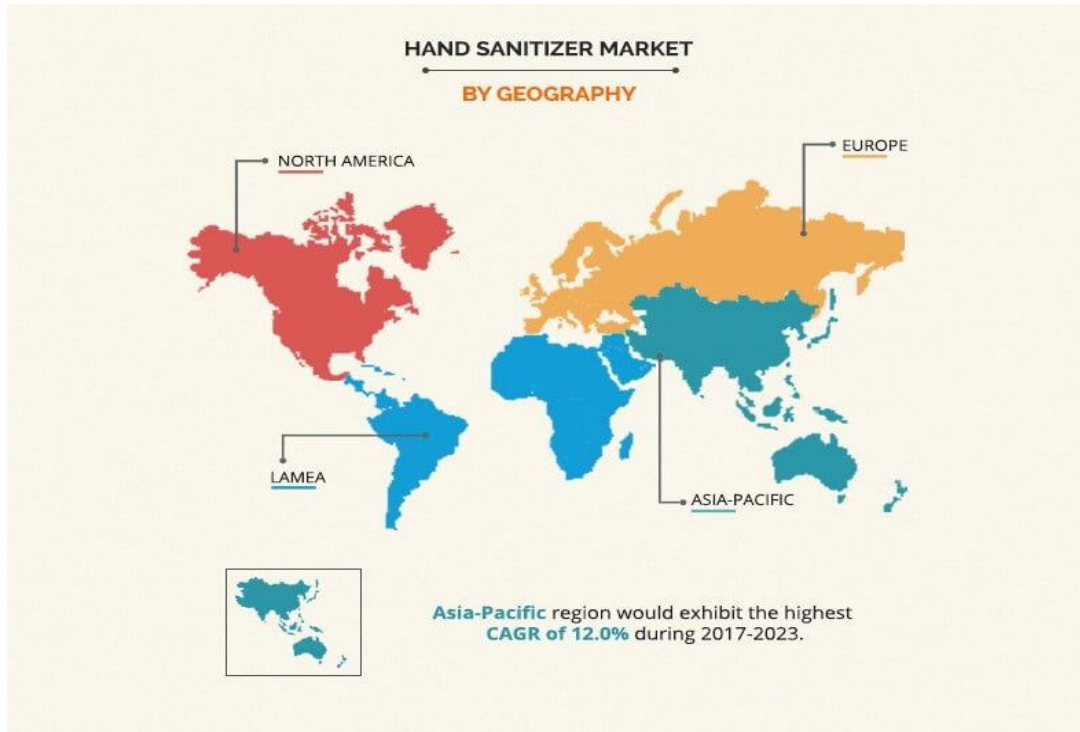 HAND SANITIZER MARKET
BY GEOGRAPHY
NORTH AMERICA
EUROPE
LAMEA
ASIA-PACIFIC
Asia-Pacific region would exhibit the highest
CAGR of 12.0% during 2017-2023.